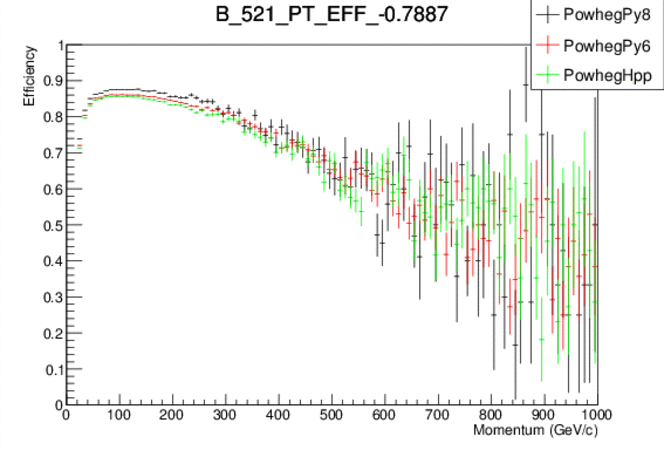 B_521_PT_EFF_-0.7887
PowhegPy8
PowhegPy6
PowhegHpp
Efficiency
1
0.9
0.8
0.7
0.6
0.5
0.4
0.3
0.2
0.1
0
0 100 200 300 400 500 600 700 800 900 1000
Momentum (GeV/c)